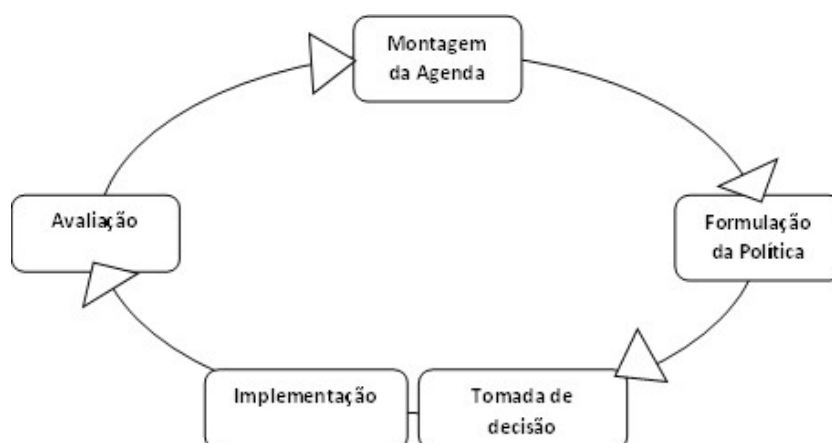 Montagem
da Agenda
Formulação
da Política
Tomada de
decisão
Implementação
Avaliação